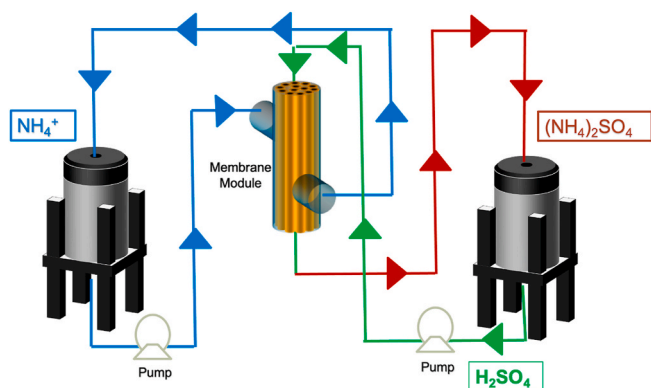 NH₄⁺
(NH₄)₂SO₄
Membrane
Module
Pump
Pump
H₂SO₄